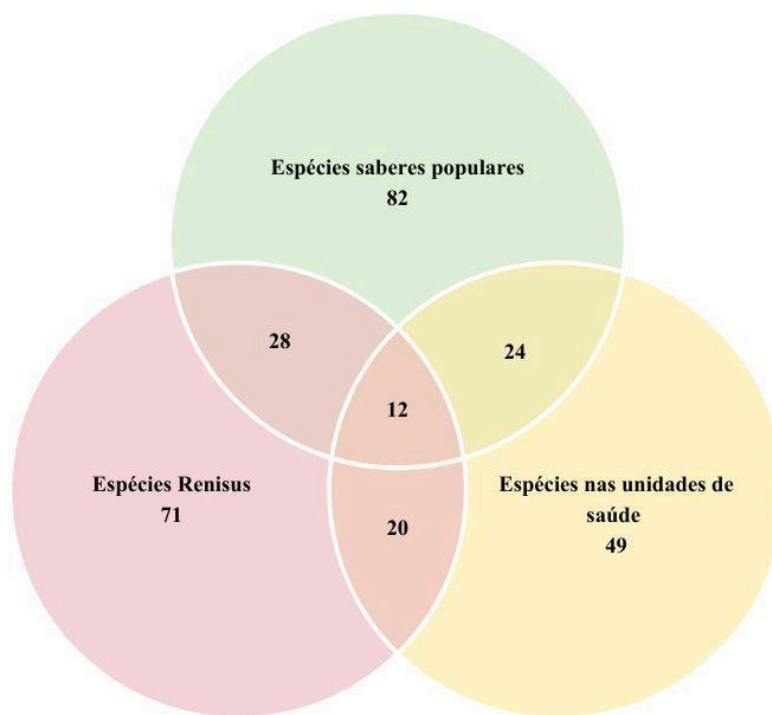 Espécies saberes populares
82
28
24
12
Espécies Renisus
71
Espécies nas unidades de
saúde
49
20